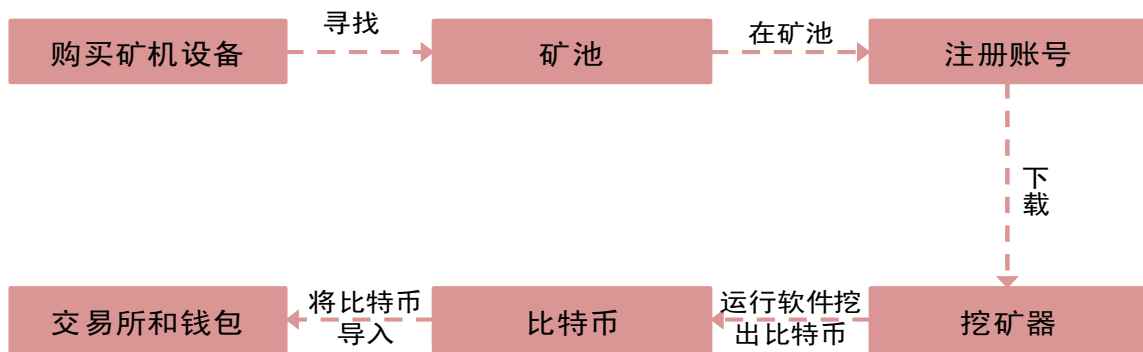 购买矿机设备
寻找
矿池
在矿池
注册账号
下
载
挖矿器
运行软件挖
出比特币
比特币
将比特币
导入
交易所和钱包